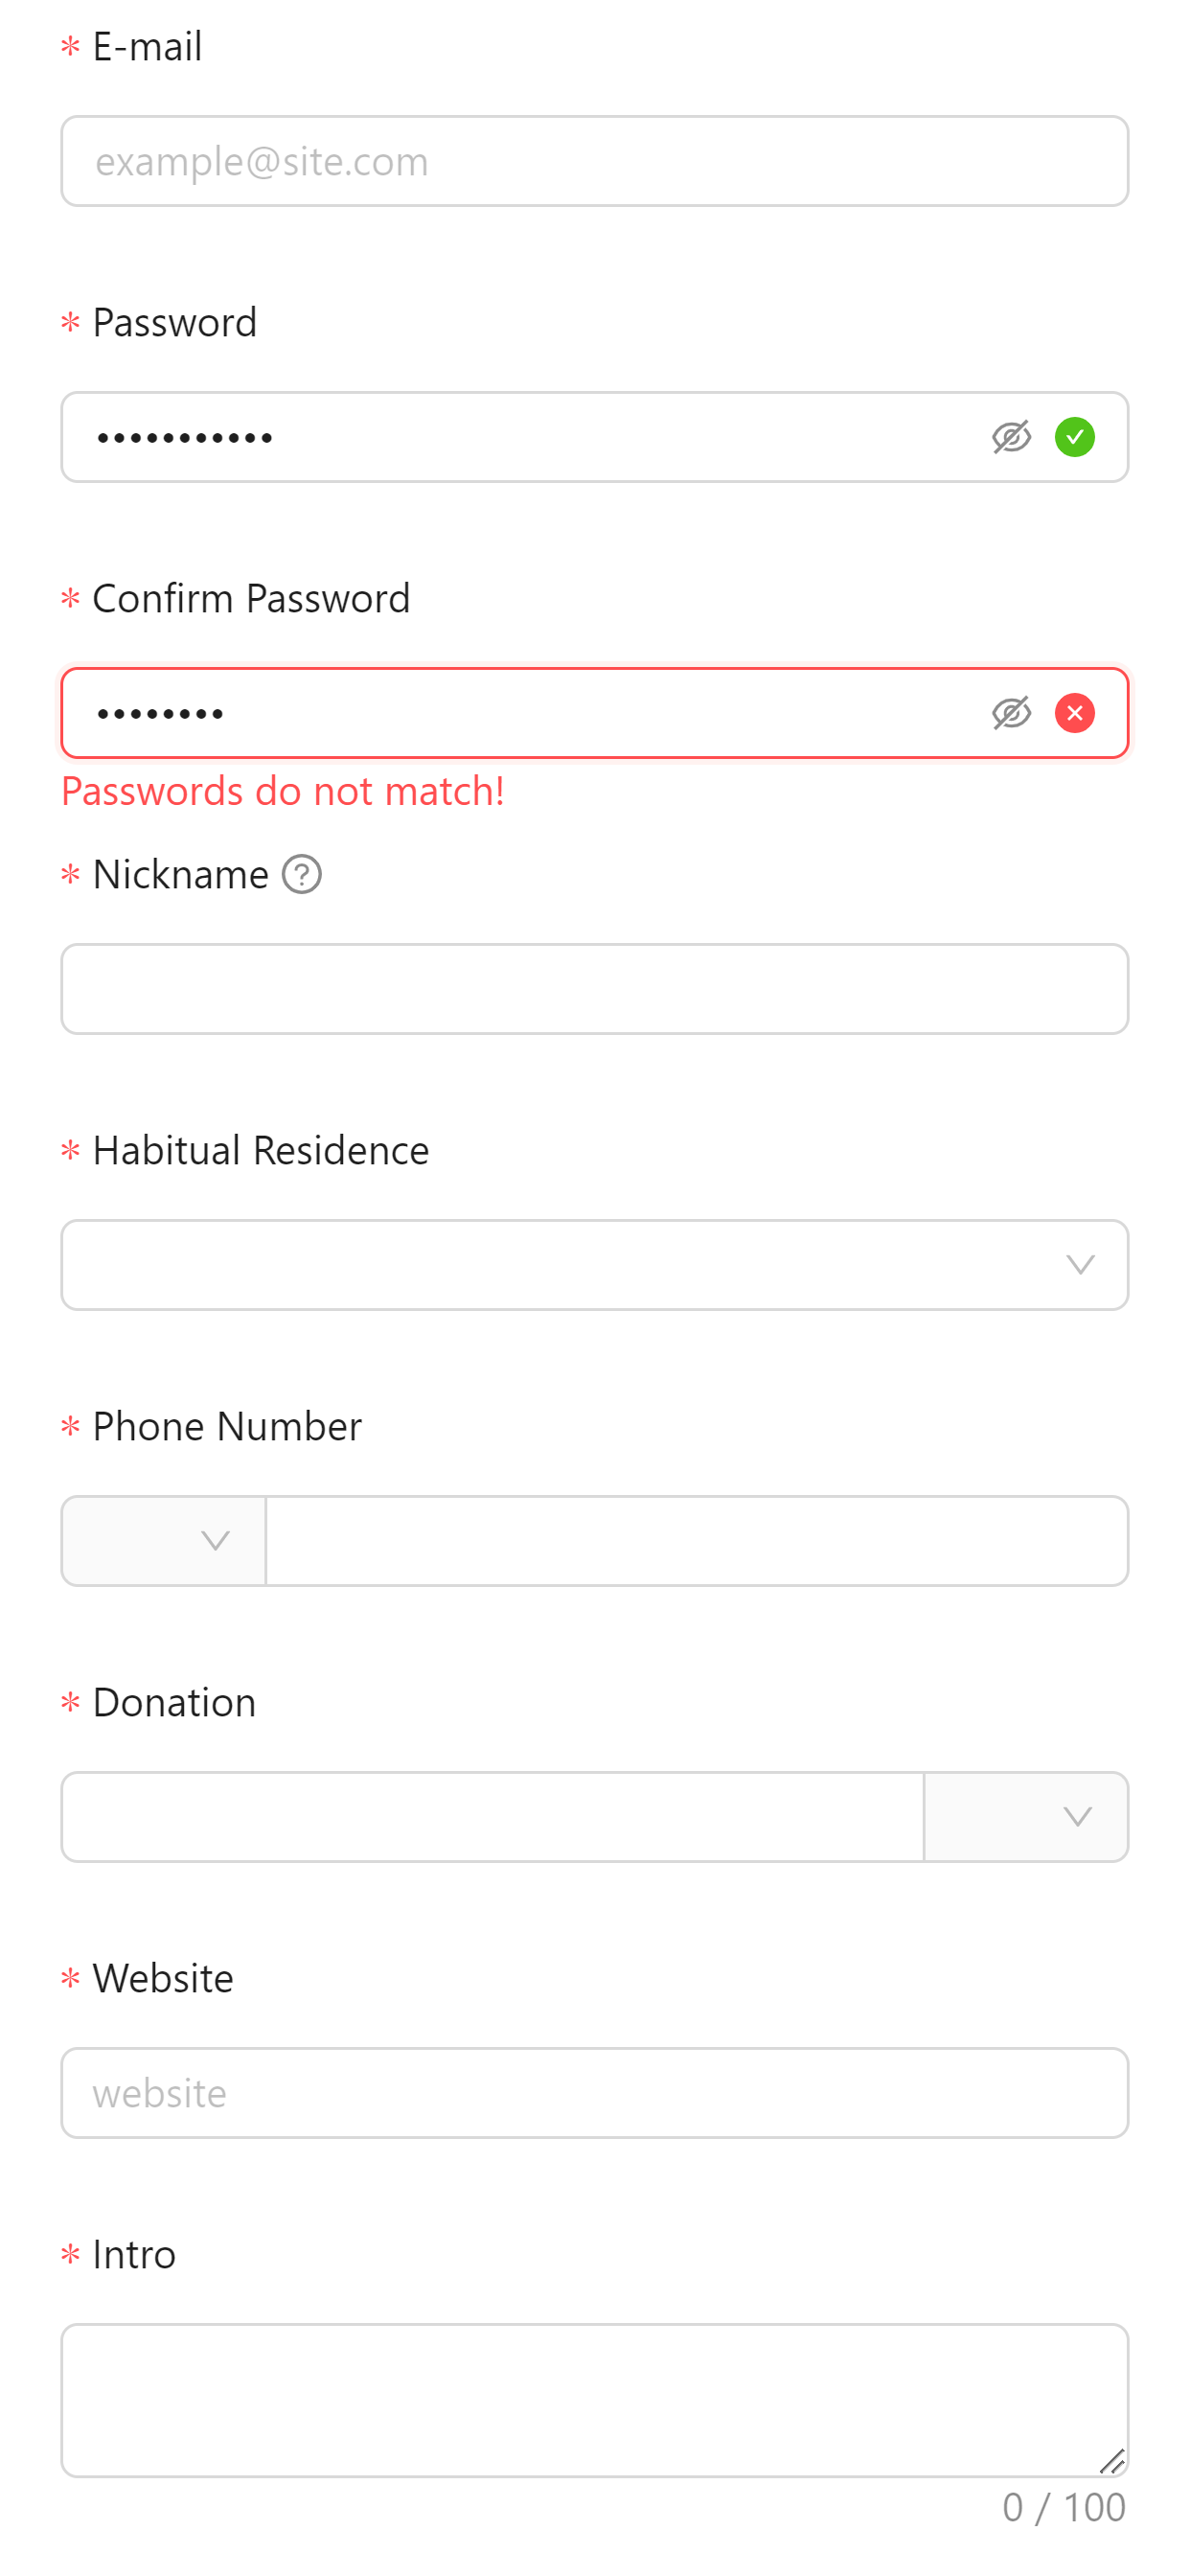 * E-mail
example@site.com
* Password
•••••••••••
* Confirm Password
••••••••
Passwords do not match!
* Nickname ?
* Habitual Residence
* Phone Number
* Donation
* Website
website
* Intro
0 / 100